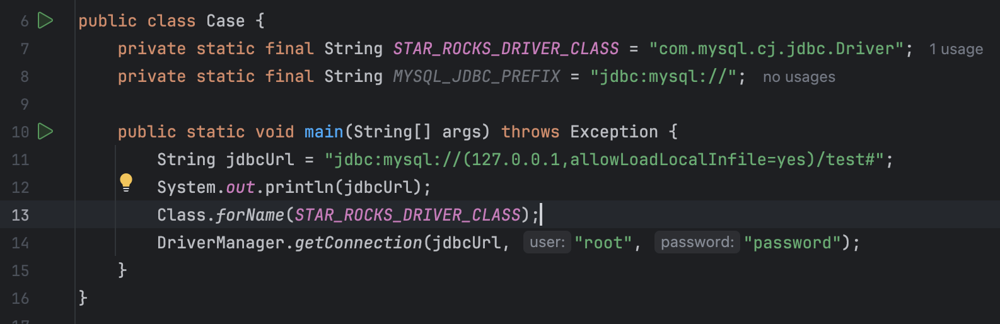 6 public class Case {
7 private static final String STAR_ROCKS_DRIVER_CLASS = "com.mysql.cj.jdbc.Driver"; 1 usage
8 private static final String MYSQL_JDBC_PREFIX = "jdbc:mysql://"; no usages
9
10 public static void main(String[] args) throws Exception {
11 String jdbcUrl = "jdbc:mysql://(127.0.0.1,allowLoadLocalInfile=yes)/test#";
12 System.out.println(jdbcUrl);
13 Class.forName(STAR_ROCKS_DRIVER_CLASS);
14 DriverManager.getConnection(jdbcUrl, user: "root", password: "password");
15 }
16 }
17